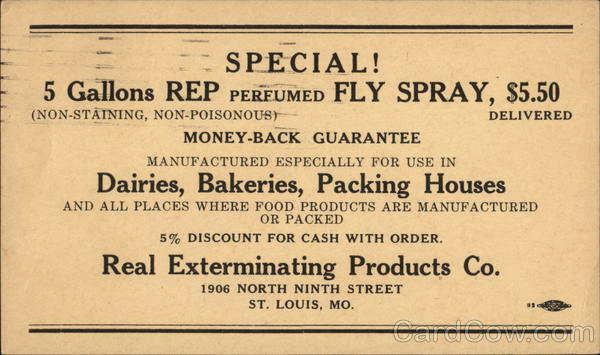 SPECIAL!
5 Gallons REP PERFUMED FLY SPRAY, $5.50
(NON-STAINING, NON-POISONOUS) DELIVERED
MONEY-BACK GUARANTEE
MANUFACTURED ESPECIALLY FOR USE IN
Dairies, Bakeries, Packing Houses
AND ALL PLACES WHERE FOOD PRODUCTS ARE MANUFACTURED
OR PACKED
5% DISCOUNT FOR CASH WITH ORDER.
Real Exterminating Products Co.
1906 NORTH NINTH STREET
ST. LOUIS, MO.
CardCow.com